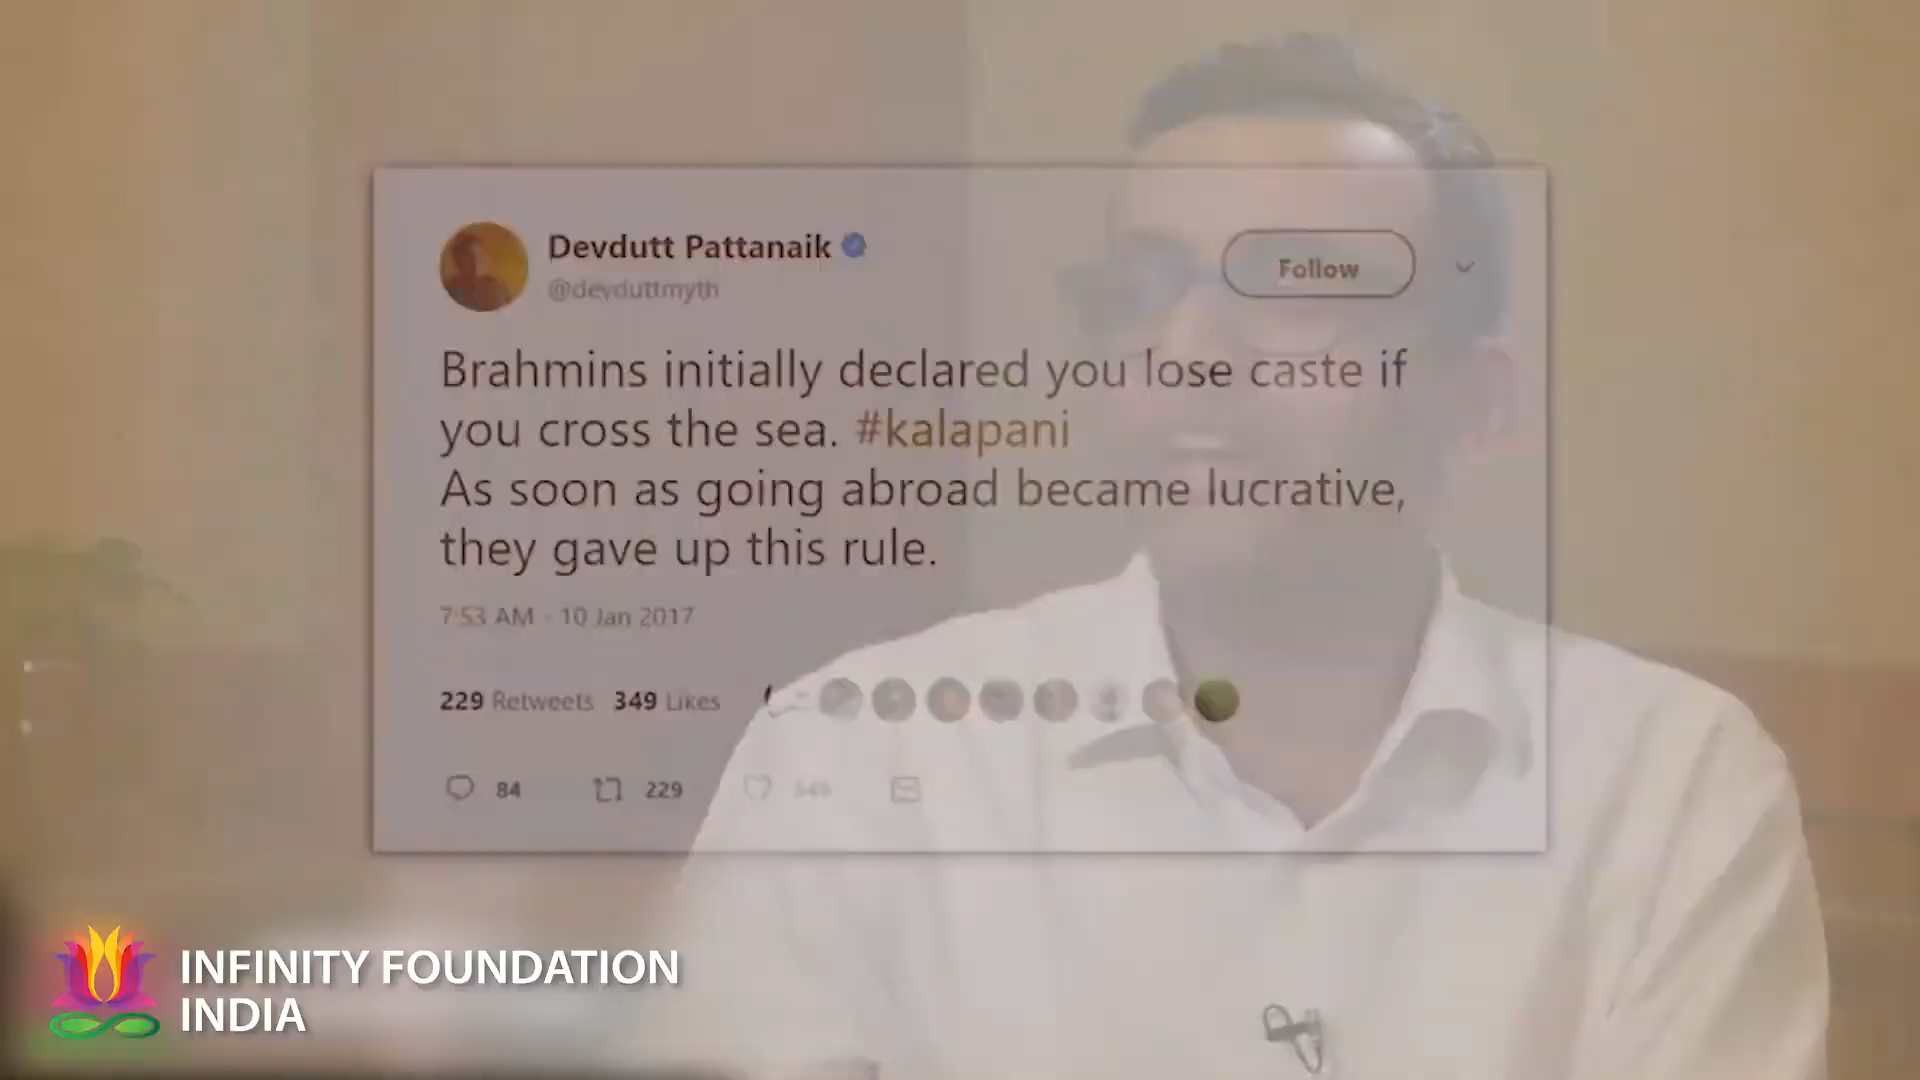 Devdutt Pattanaik
@devduttmyth
Follow
Brahmins initially declared you lose caste if
you cross the sea. #kalapani
As soon as going abroad became lucrative,
they gave up this rule.
7:53 AM - 10 Jan 2017
229 Retweets 349 Likes
84 229 349
INFINITY FOUNDATION
INDIA